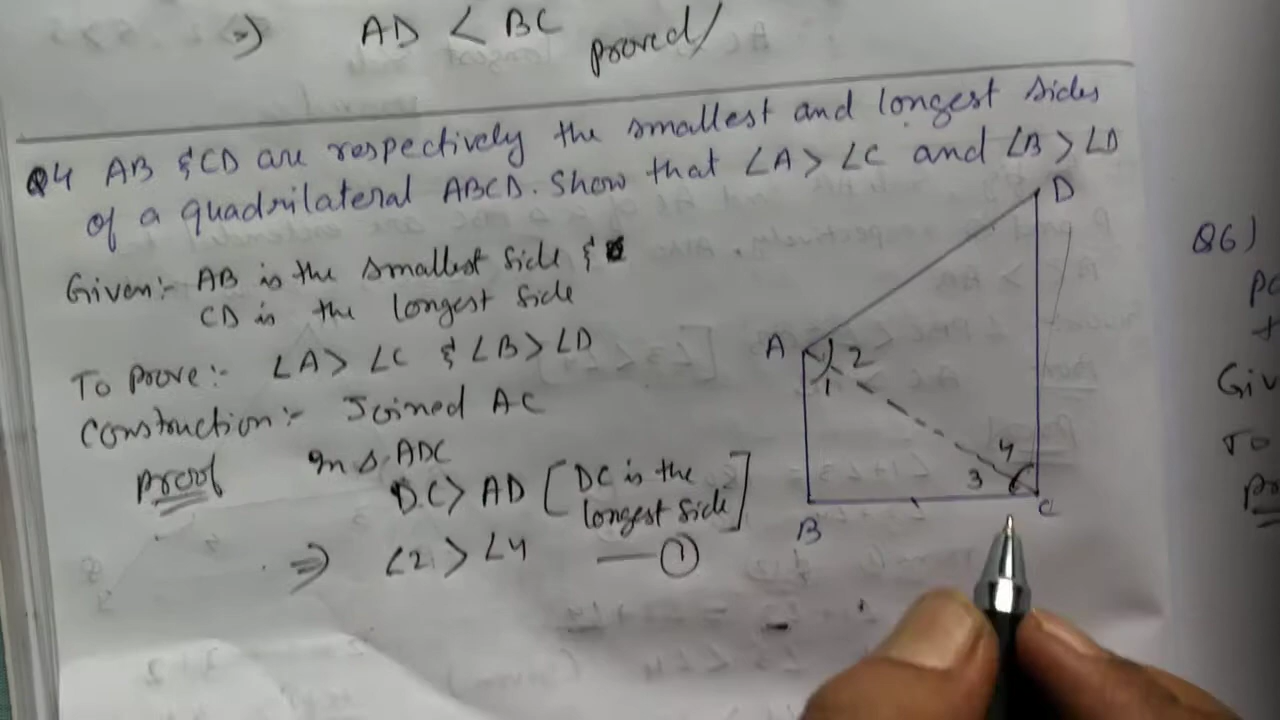 =) AD < BC proved/
Q4 AB & CD are respectively the smallest and longest sides
of a quadrilateral ABCD. Show that ∠A > ∠C and ∠B > ∠D
Given:- AB is the smallest side &
CD is the longest side
To prove:- ∠A > ∠C & ∠B > ∠D
Construction:- Joined AC
Proof In Δ ADC
DC > AD [DC is the
longest side]
⇒ ∠2 > ∠4 — ①
D
A
2
1
4
3
B
C
Q6)
Giv
To